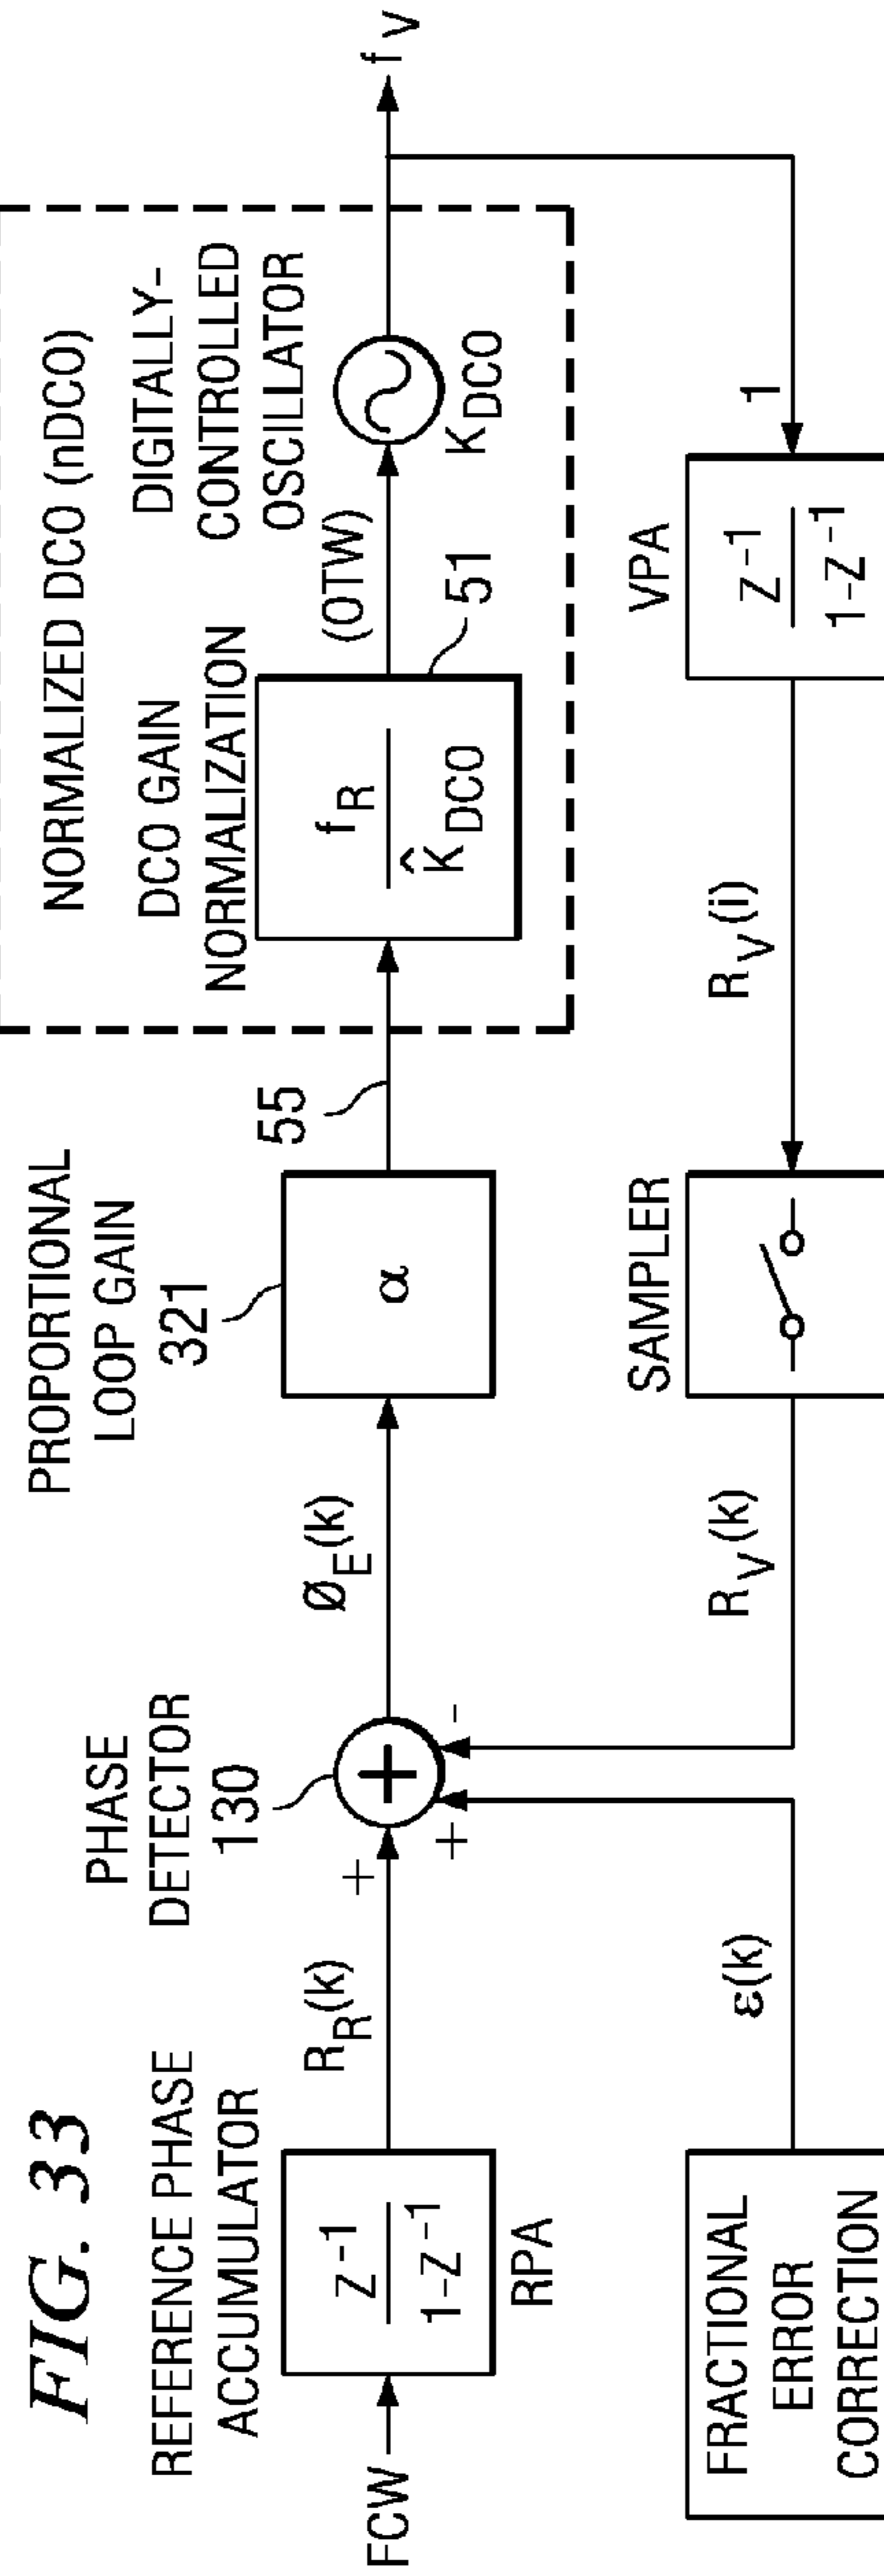 FIG. 33
REFERENCE PHASE
ACCUMULATOR
FCW
Z^-1
1-Z^-1
RPA
R_R(k)
+
PHASE
DETECTOR
130
+
+
-
Ø_E(k)
PROPORTIONAL
LOOP GAIN
321
α
55
NORMALIZED DCO (nDCO)
DCO GAIN
NORMALIZATION
f_R
K̂_DCO
51
(OTW)
DIGITALLY-
CONTROLLED
OSCILLATOR
K_DCO
f_V
FRACTIONAL
ERROR
CORRECTION
ε(k)
R_V(k)
SAMPLER
R_V(i)
VPA
Z^-1
1-Z^-1
1